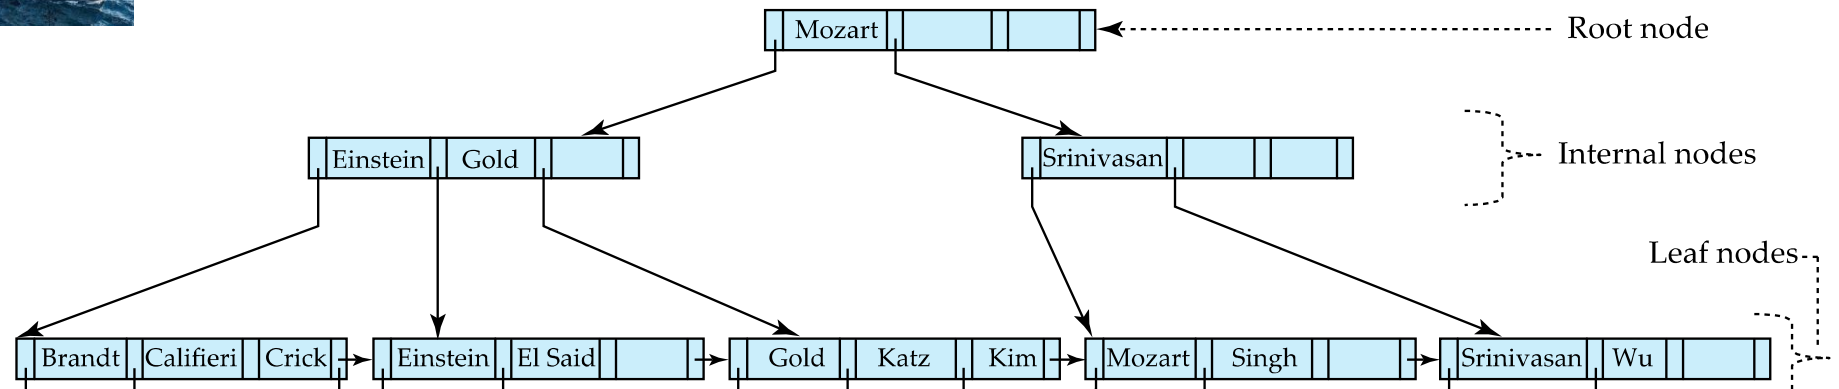 Mozart
Root node
Einstein Gold
Srinivasan
Internal nodes
Leaf nodes
Brandt Califieri Crick
Einstein El Said
Gold Katz Kim
Mozart Singh
Srinivasan Wu